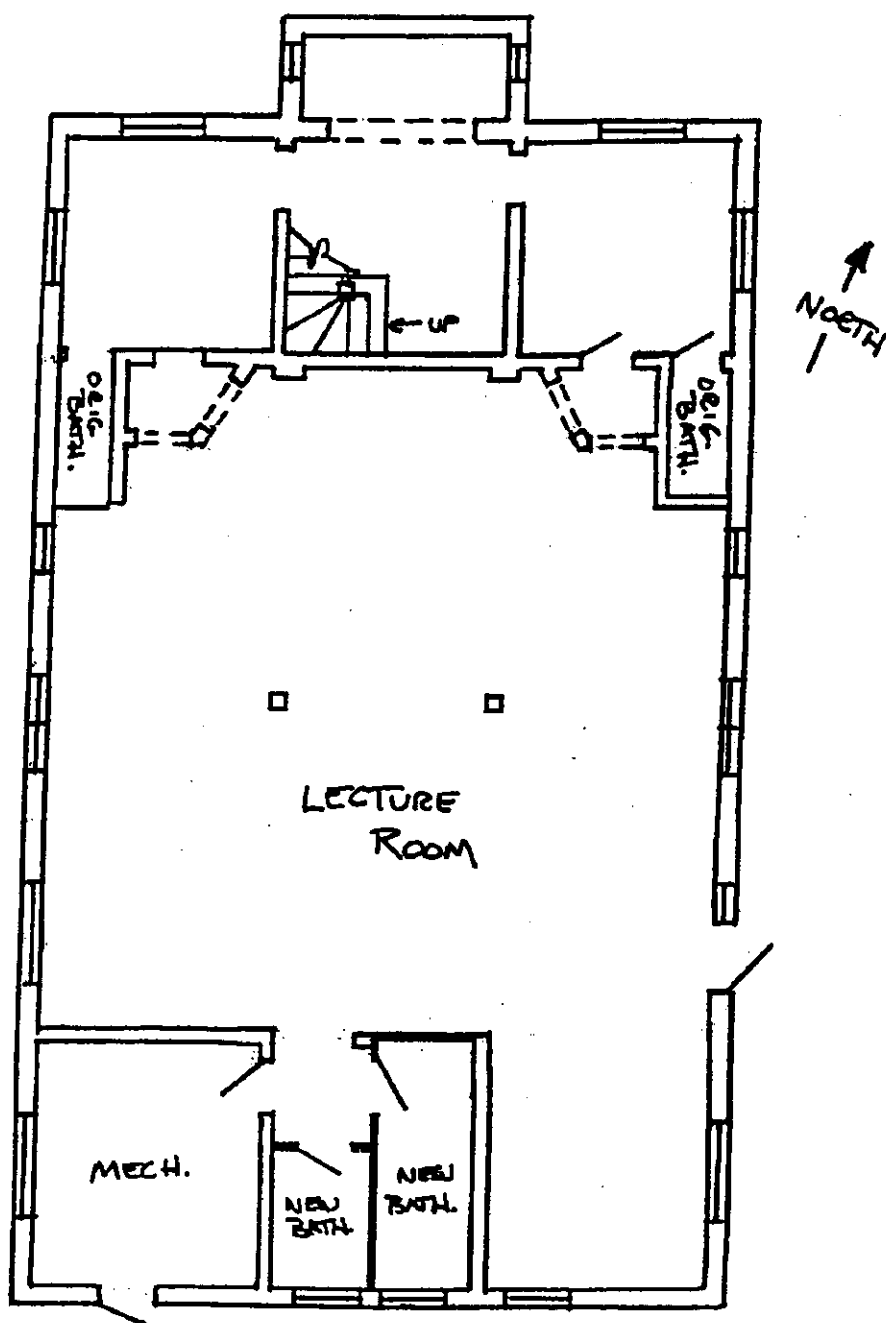 UP
NORTH
ORIG.
BATH.
ORIG.
BATH.
LECTURE
ROOM
MECH.
NEW
BATH.
NEW
BATH.